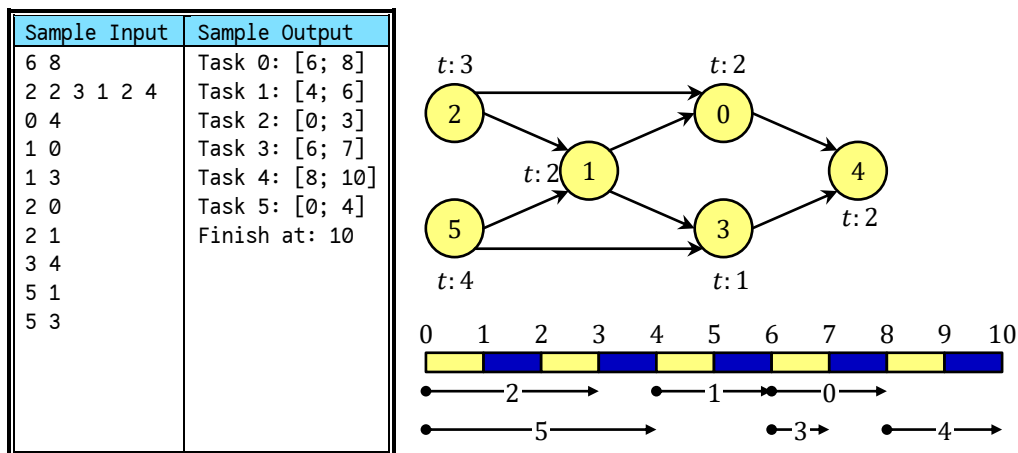 Sample Input
6 8
2 2 3 1 2 4
0 4
1 0
1 3
2 0
2 1
3 4
5 1
5 3
Sample Output
Task 0: [6; 8]
Task 1: [4; 6]
Task 2: [0; 3]
Task 3: [6; 7]
Task 4: [8; 10]
Task 5: [0; 4]
Finish at: 10
t: 3
t: 2
2
0
t: 2
1
4
t: 2
5
3
t: 4
t: 1
0 1 2 3 4 5 6 7 8 9 10
2 1 0
5 3 4